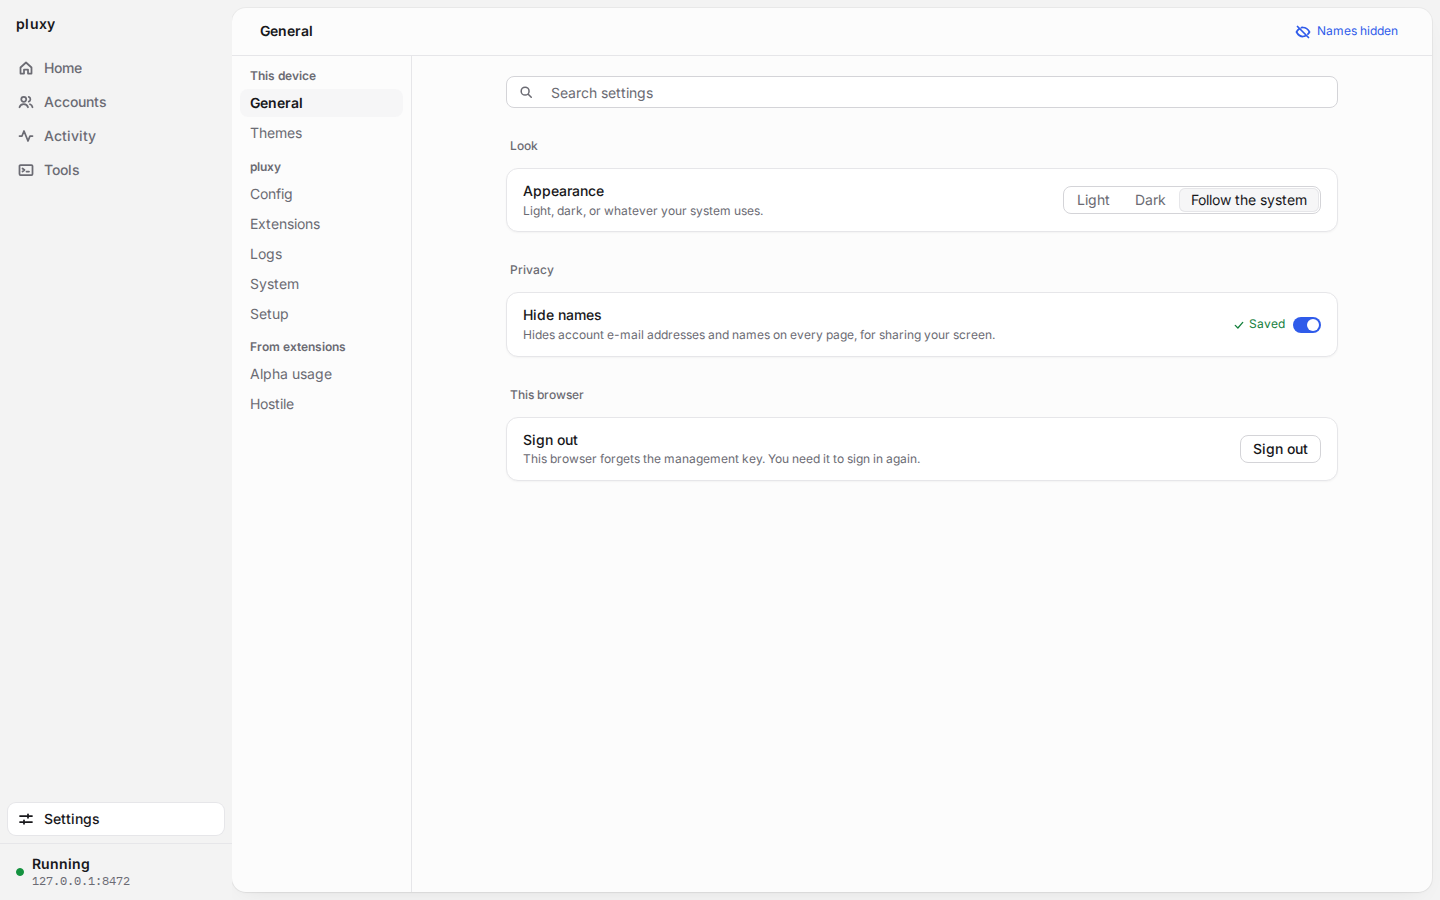 pluxy
Home
Accounts
Activity
Tools
Settings
Running
127.0.0.1:8472
General
Names hidden
This device
General
Themes
pluxy
Config
Extensions
Logs
System
Setup
From extensions
Alpha usage
Hostile
Search settings
Look
Appearance
Light, dark, or whatever your system uses.
Light
Dark
Follow the system
Privacy
Hide names
Hides account e-mail addresses and names on every page, for sharing your screen.
Saved
This browser
Sign out
This browser forgets the management key. You need it to sign in again.
Sign out